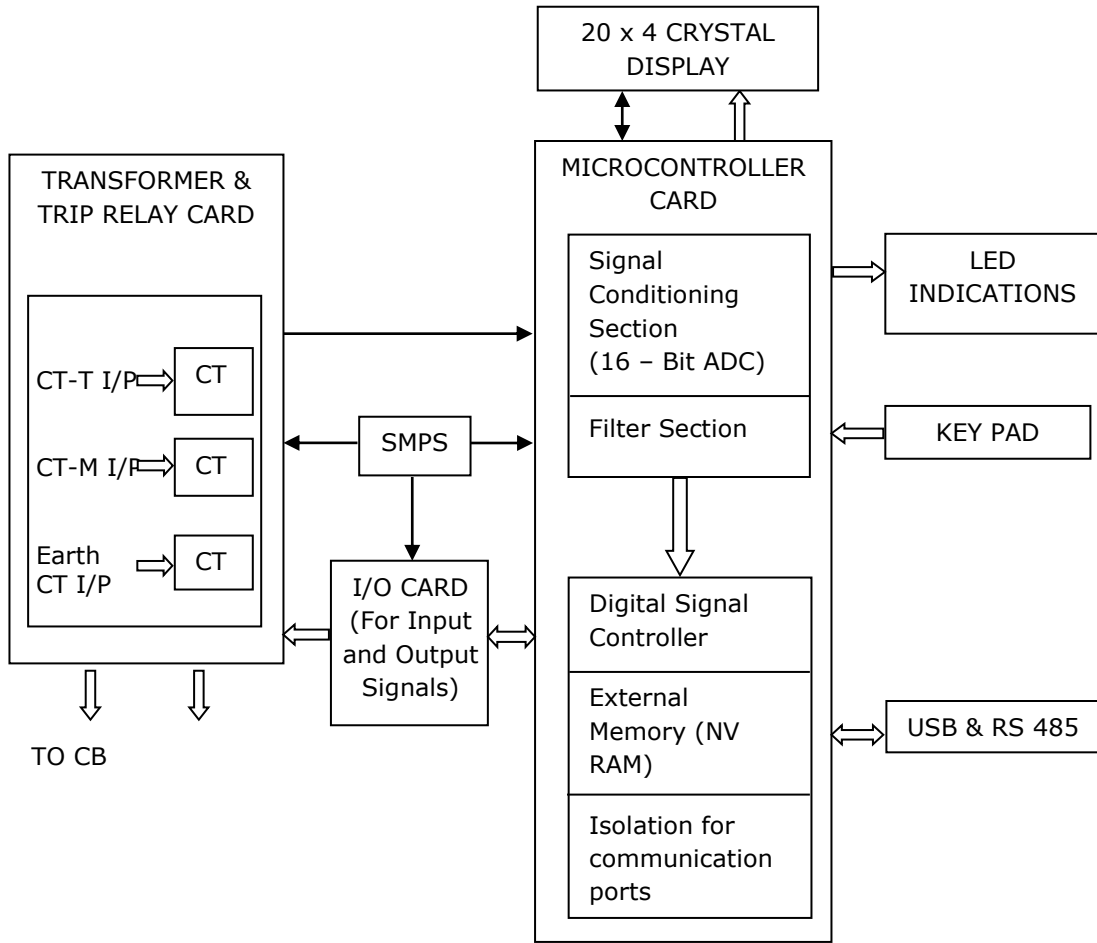 20 x 4 CRYSTAL
DISPLAY
TRANSFORMER &
TRIP RELAY CARD
CT-T I/P
CT
CT-M I/P
CT
Earth
CT I/P
CT
TO CB
SMPS
I/O CARD
(For Input
and Output
Signals)
MICROCONTROLLER
CARD
Signal
Conditioning
Section
(16 – Bit ADC)
Filter Section
Digital Signal
Controller
External
Memory (NV
RAM)
Isolation for
communication
ports
LED
INDICATIONS
KEY PAD
USB & RS 485